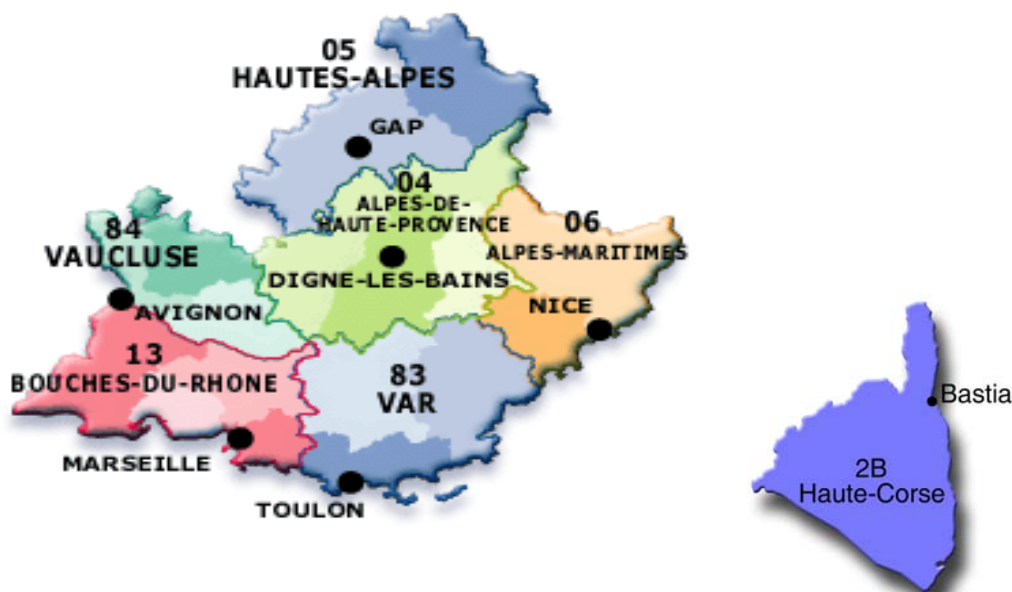 05
HAUTES-ALPES
GAP
04
ALPES-DE-
HAUTE-PROVENCE
DIGNE-LES-BAINS
84
VAUCLUSE
AVIGNON
06
ALPES-MARITIMES
NICE
13
BOUCHES-DU-RHONE
MARSEILLE
83
VAR
TOULON
Bastia
2B
Haute-Corse